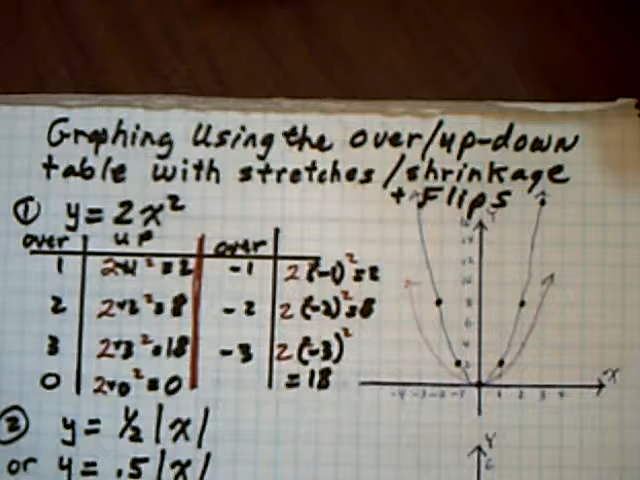 Graphing Using the over/up-down
table with stretches/shrinkage
+ Flips
① y = 2x²
over up over
1 2*1²=2 -1 2(-1)²=2
2 2*2²=8 -2 2(-2)²=8
3 2*3²=18 -3 2(-3)²
0 2*0²=0 =18
② y = ½|x|
or y = .5|x|
y
x
y